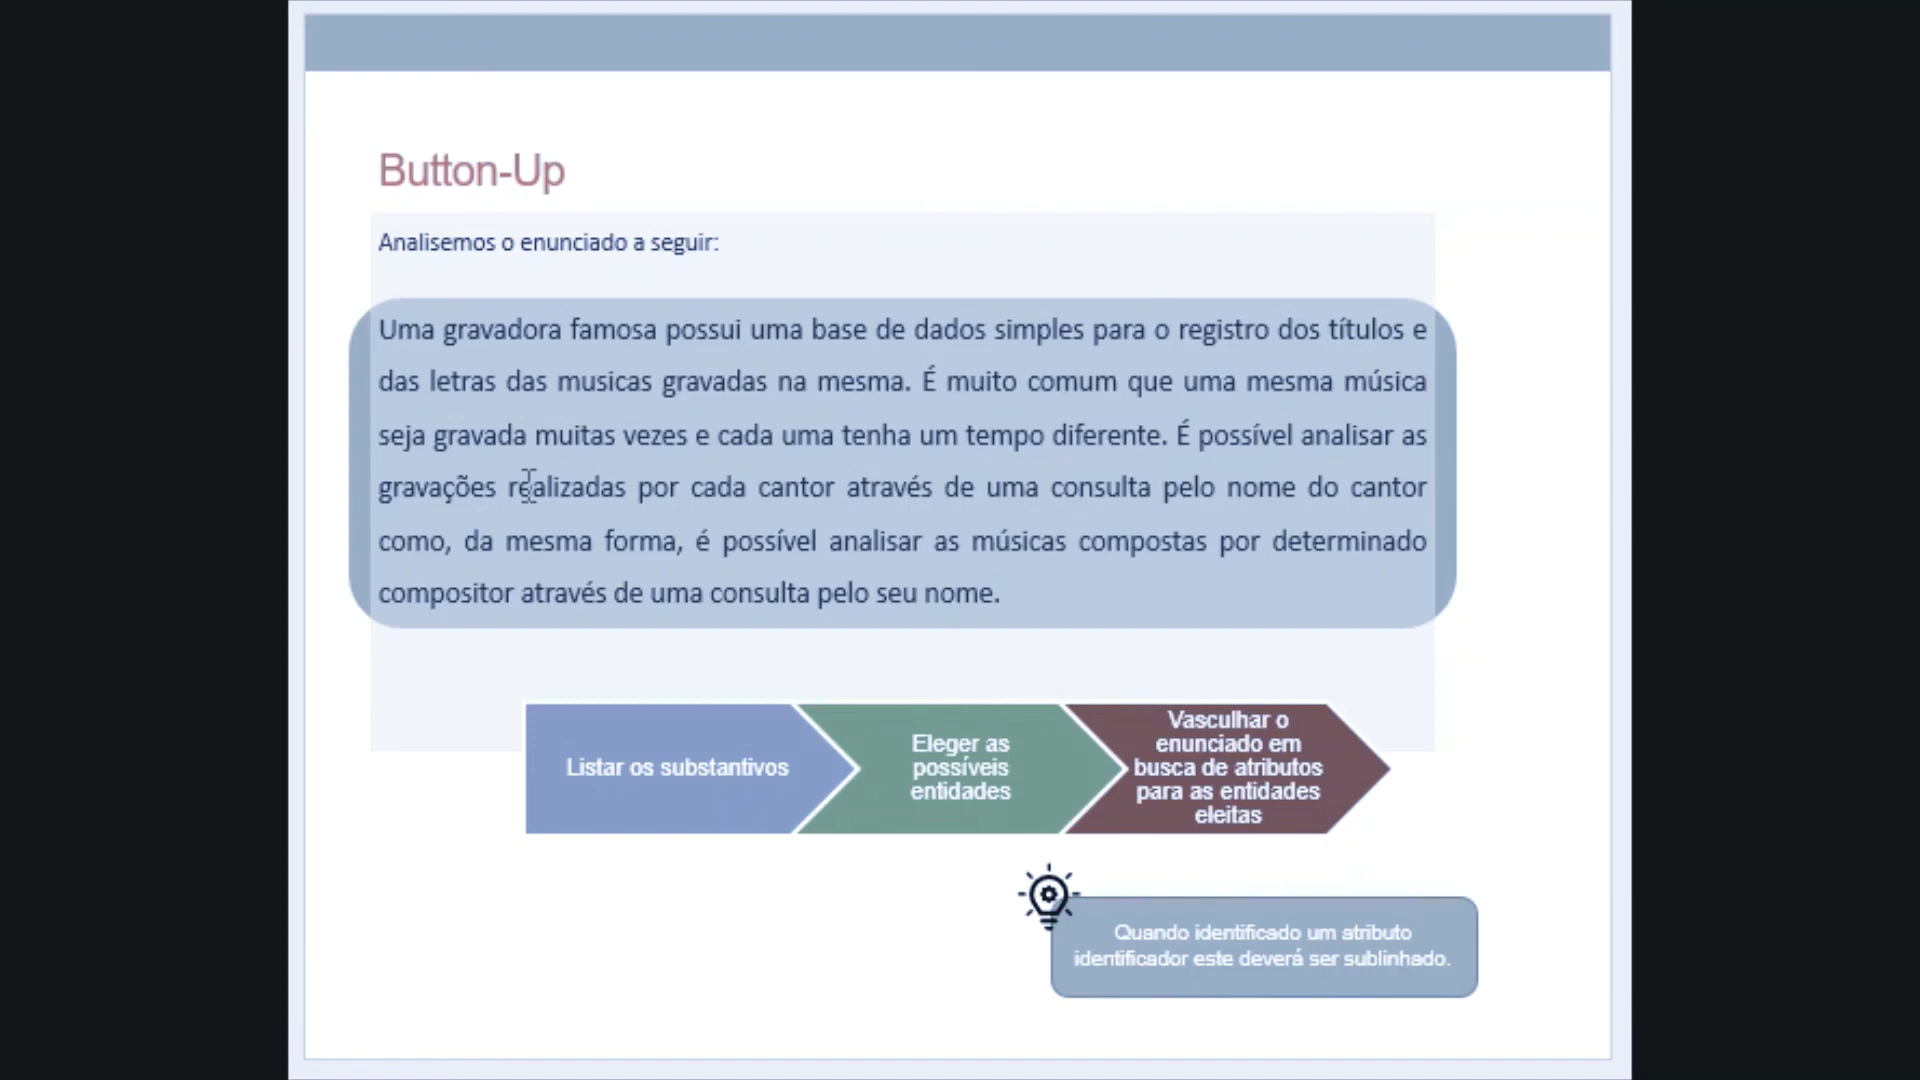 Button-Up
Analisemos o enunciado a seguir:
Uma gravadora famosa possui uma base de dados simples para o registro dos títulos e
das letras das musicas gravadas na mesma. É muito comum que uma mesma música
seja gravada muitas vezes e cada uma tenha um tempo diferente. É possível analisar as
gravações realizadas por cada cantor através de uma consulta pelo nome do cantor
como, da mesma forma, é possível analisar as músicas compostas por determinado
compositor através de uma consulta pelo seu nome.
Listar os substantivos
Eleger as
possíveis
entidades
Vasculhar o
enunciado em
busca de atributos
para as entidades
eleitas
Quando identificado um atributo
identificador este deverá ser sublinhado.